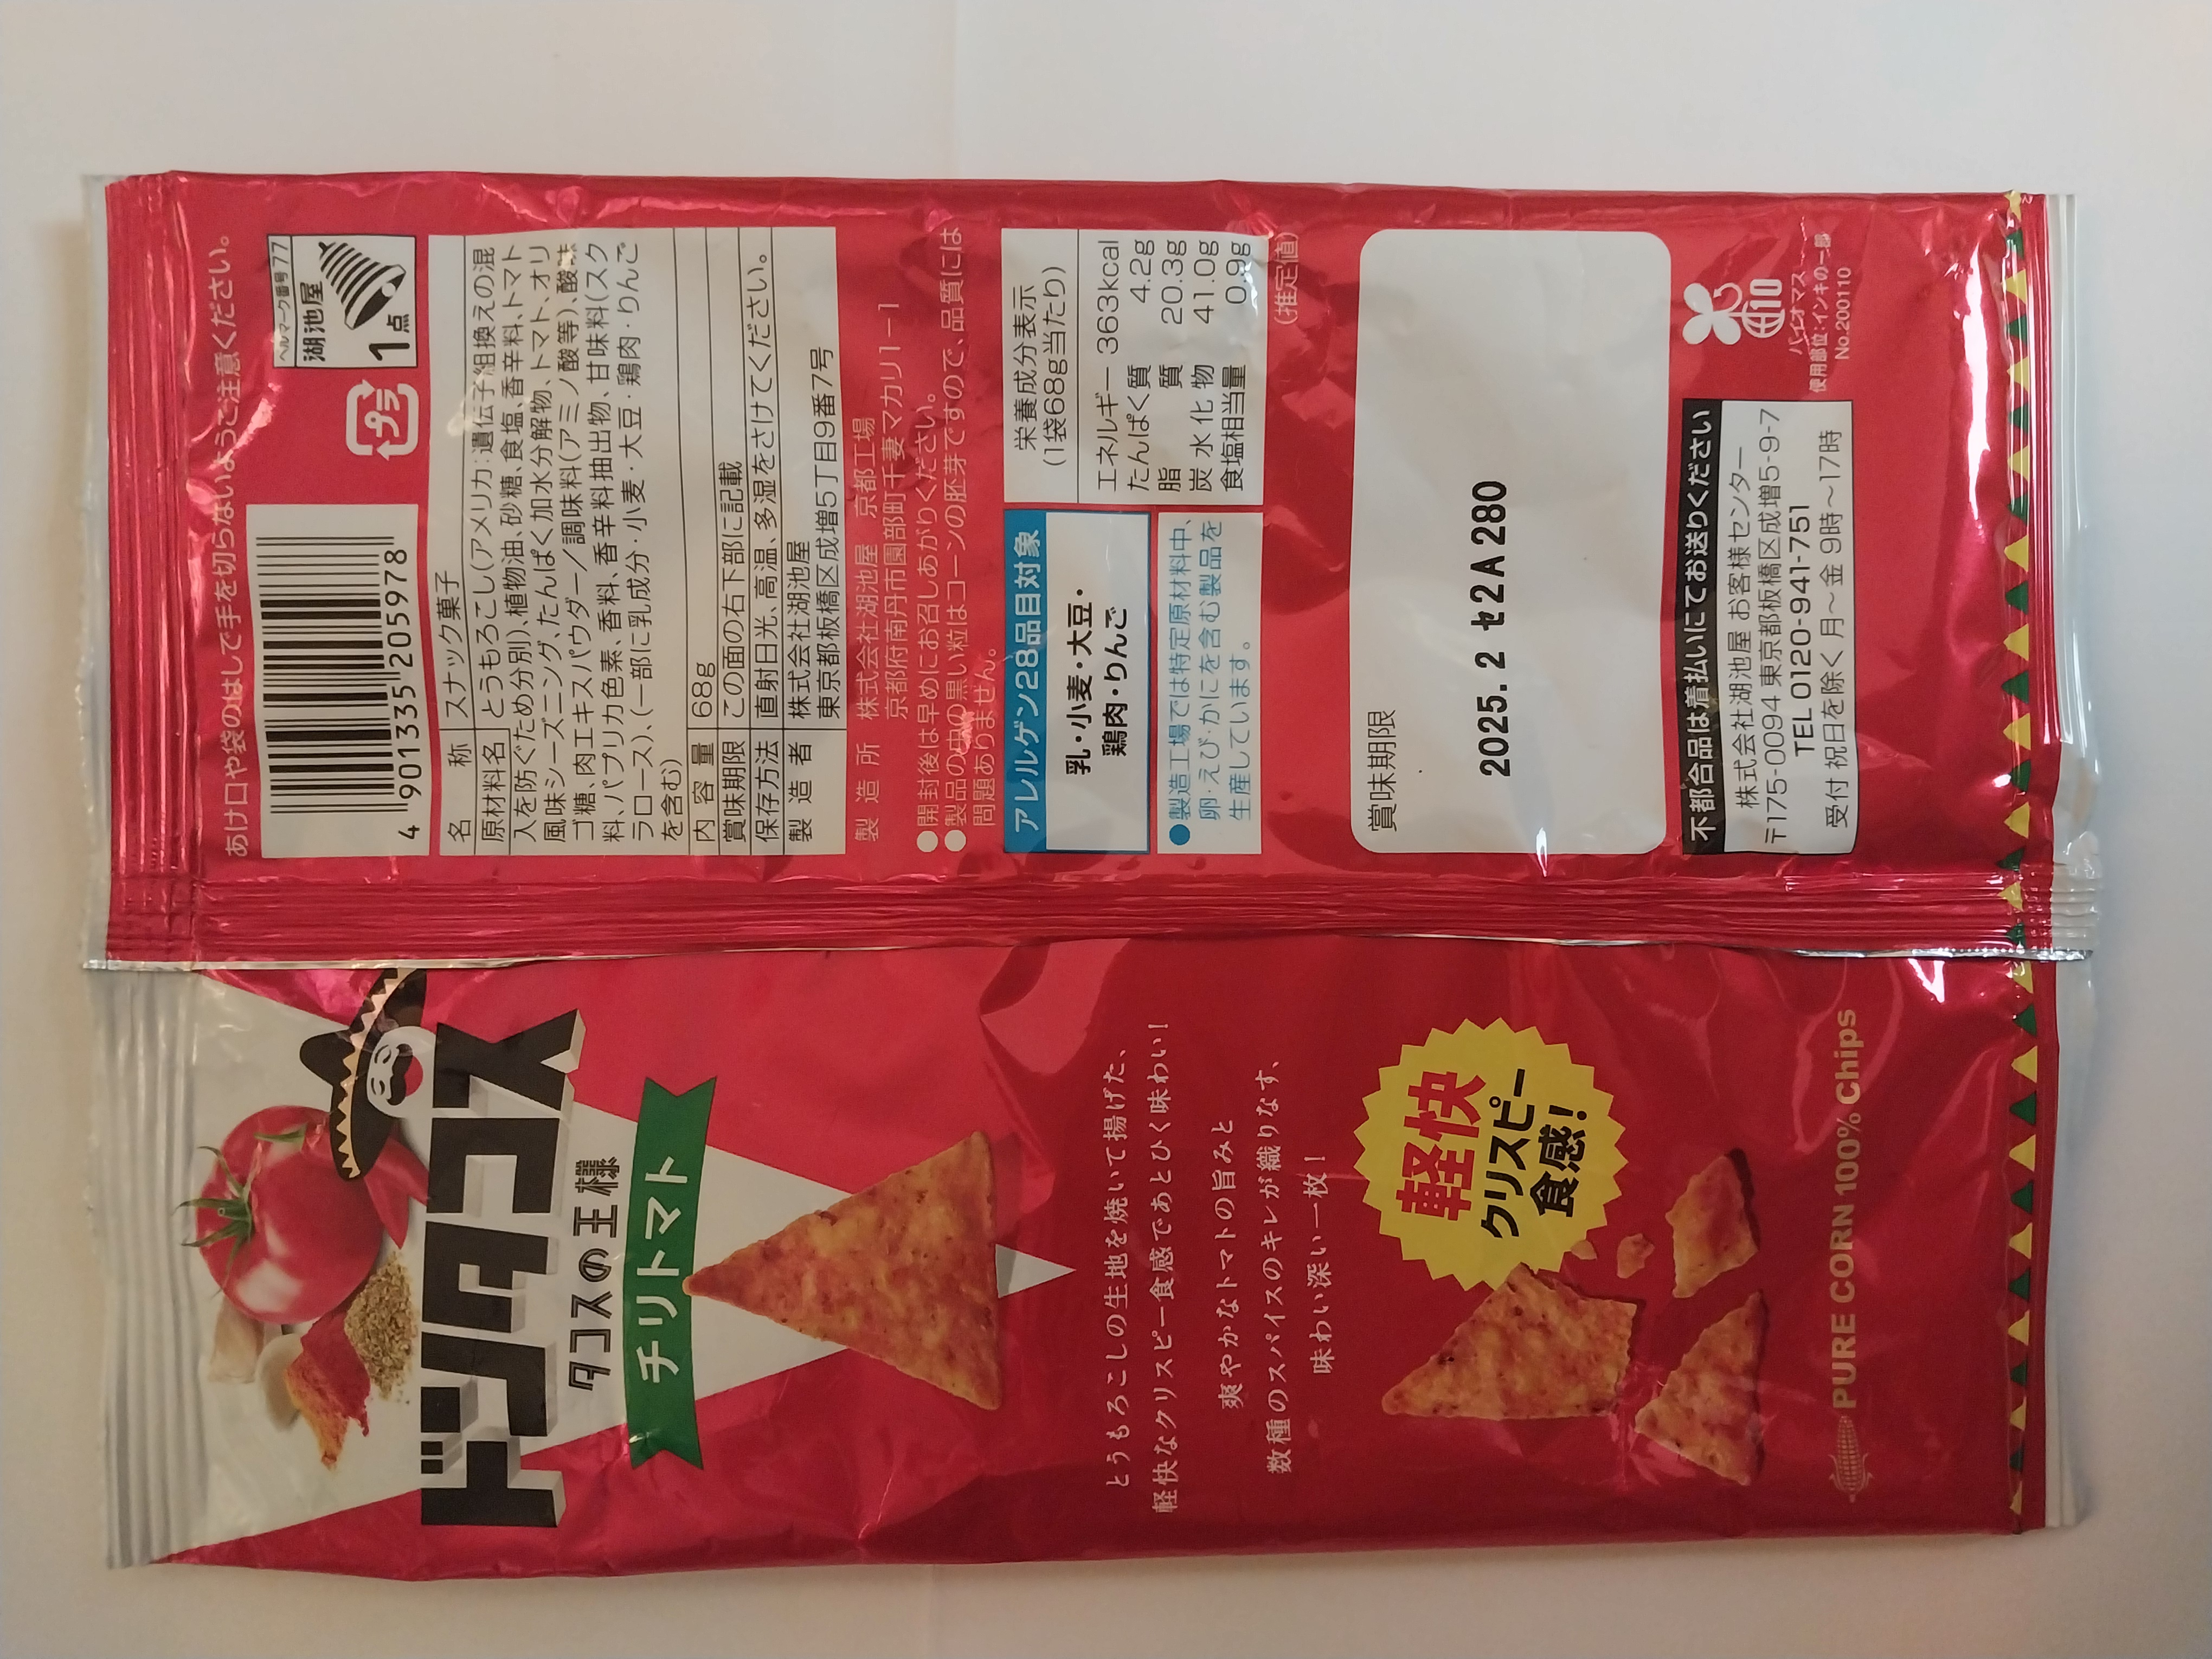 あけ口や袋のはしで手を切らないようご注意ください。
4 901335 205978
プラ
ベルマーク番号77
湖池屋
1点
名称 スナック菓子
原材料名 とうもろこし(アメリカ:遺伝子組換えの混
入を防ぐため分別)、植物油、砂糖、食塩、香辛料、トマト
風味シーズニング、たんぱく加水分解物、トマト、オリ
ゴ糖、肉エキスパウダー/調味料(アミノ酸等)、酸味
料、パプリカ色素、香料、香辛料抽出物、甘味料(スク
ラロース)、(一部に乳成分・小麦・大豆・鶏肉・りんご
を含む)
内容量 68g
賞味期限 この面の右下部に記載
保存方法 直射日光、高温、多湿をさけてください。
製造者 株式会社湖池屋
東京都板橋区成増5丁目9番7号
製造所 株式会社湖池屋 京都工場
京都府南丹市園部町千妻マカリ1-1
●開封後は早めにお召しあがりください。
●製品の中の黒い粒はコーンの胚芽ですので、品質には
問題ありません。
アレルゲン28品目対象
乳・小麦・大豆・
鶏肉・りんご
●製造工場では特定原材料中、
卵・えび・かにを含む製品を
生産しています。
栄養成分表示
(1袋68g当たり)
エネルギー 363kcal
たんぱく質 4.2g
脂質 20.3g
炭水化物 41.0g
食塩相当量 0.9g
(推定値)
賞味期限
2025. 2 セ2A 280
不都合品は着払いにてお送りください
株式会社湖池屋 お客様センター
〒175-0094 東京都板橋区成増5-9-7
TEL 0120-941-751
受付 祝日を除く 月～金 9時～17時
10
バイオマス
使用部位:インキの一部
No.200110
ドンタコス
タコスの王様
チリトマト
とうもろこしの生地を焼いて揚げた、
軽快なクリスピー食感であとひく味わい!
爽やかなトマトの旨みと
数種のスパイスのキレが織りなす、
味わい深い一枚!
軽快
クリスピー
食感!
PURE CORN 100% Chips